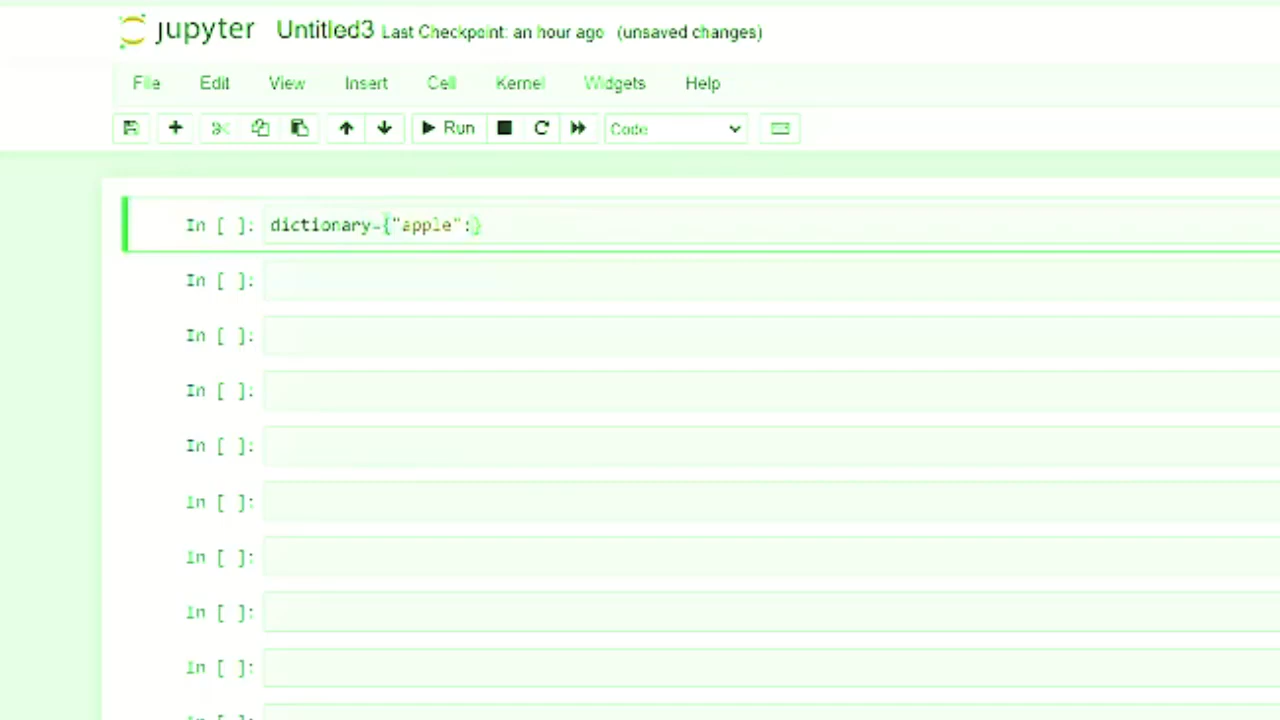 jupyter Untitled3 Last Checkpoint: an hour ago (unsaved changes)
File Edit View Insert Cell Kernel Widgets Help
Run Code
In [ ]: dictionary={"apple":}
In [ ]:
In [ ]:
In [ ]:
In [ ]:
In [ ]:
In [ ]:
In [ ]:
In [ ]: